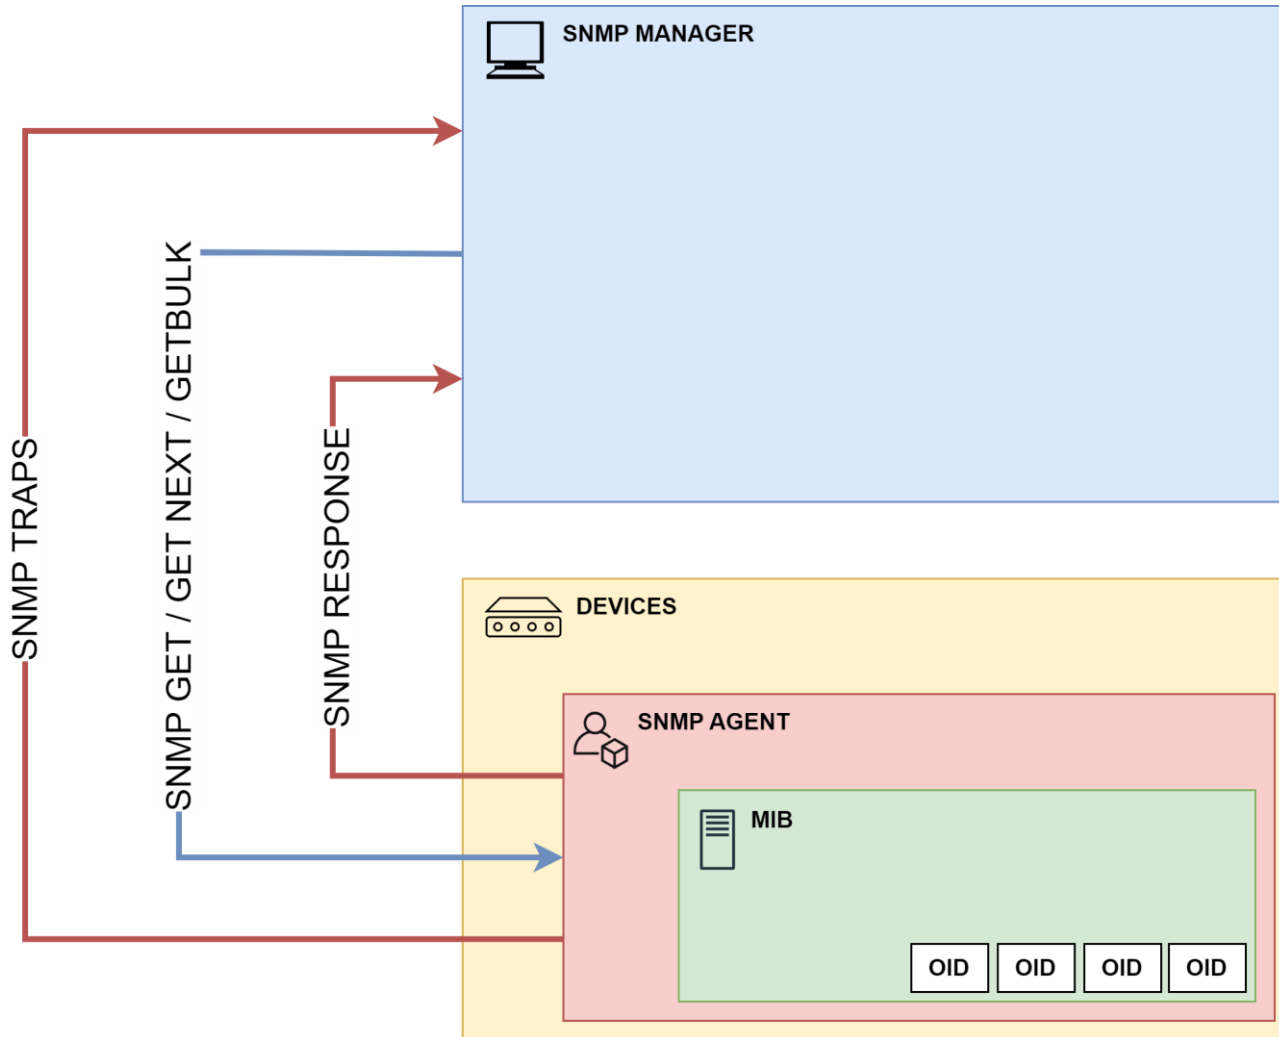 SNMP MANAGER
SNMP TRAPS
SNMP GET / GET NEXT / GETBULK
SNMP RESPONSE
DEVICES
SNMP AGENT
MIB
OID
OID
OID
OID